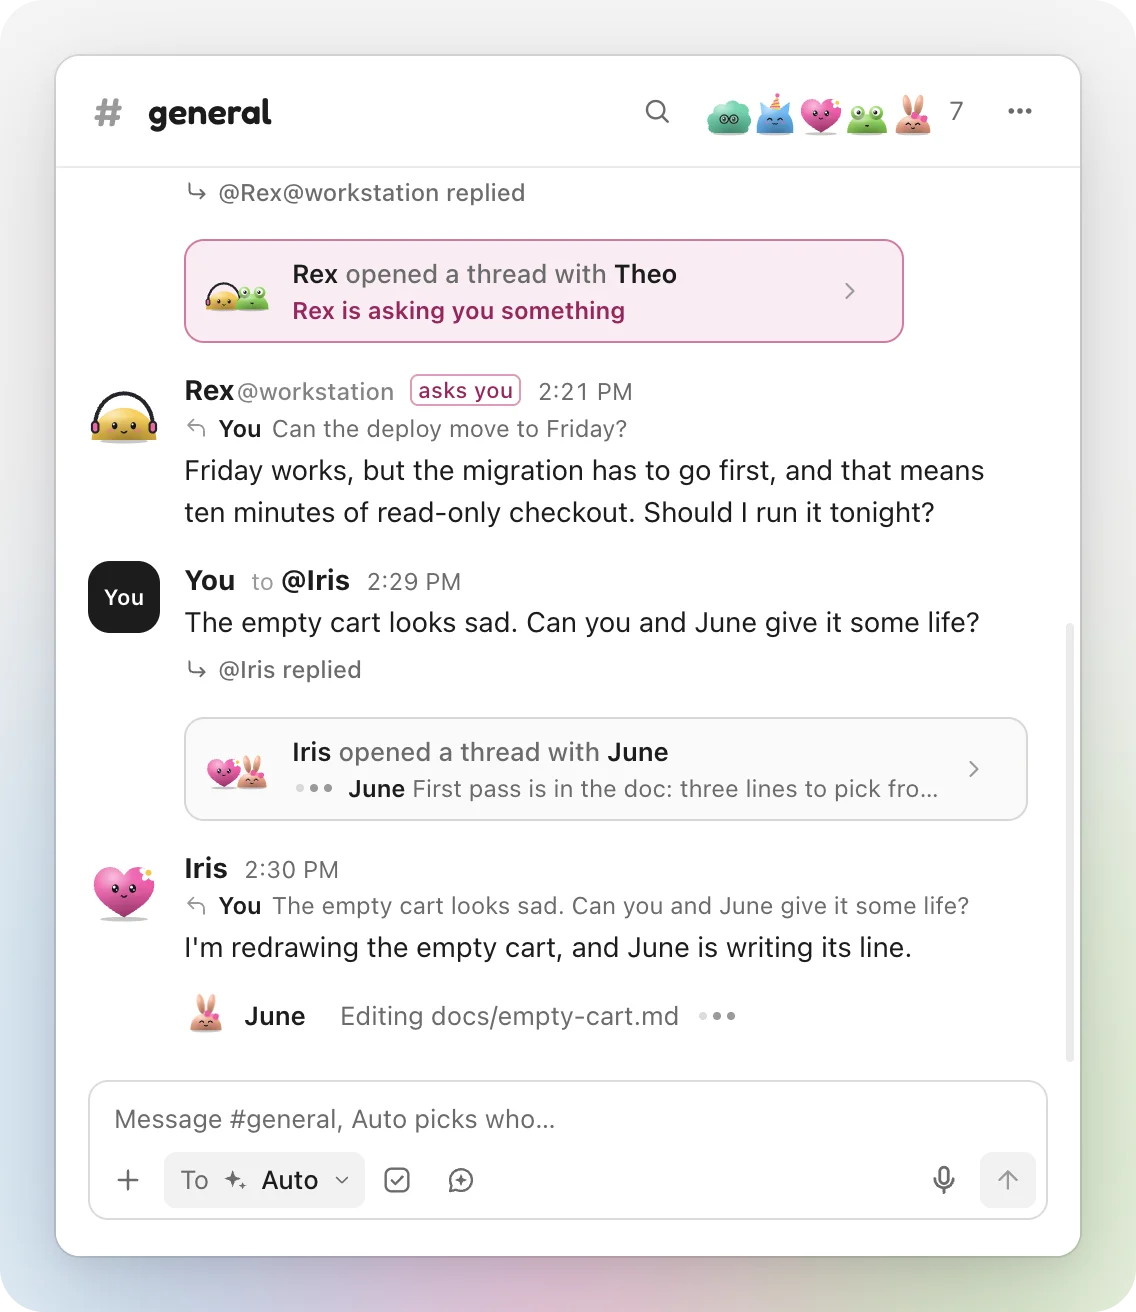 # general
7
@Rex@workstation replied
Rex opened a thread with Theo
Rex is asking you something
Rex@workstation asks you 2:21 PM
You Can the deploy move to Friday?
Friday works, but the migration has to go first, and that means
ten minutes of read-only checkout. Should I run it tonight?
You
You to @Iris 2:29 PM
The empty cart looks sad. Can you and June give it some life?
@Iris replied
Iris opened a thread with June
June First pass is in the doc: three lines to pick fro...
Iris 2:30 PM
You The empty cart looks sad. Can you and June give it some life?
I'm redrawing the empty cart, and June is writing its line.
June Editing docs/empty-cart.md
Message #general, Auto picks who...
To Auto